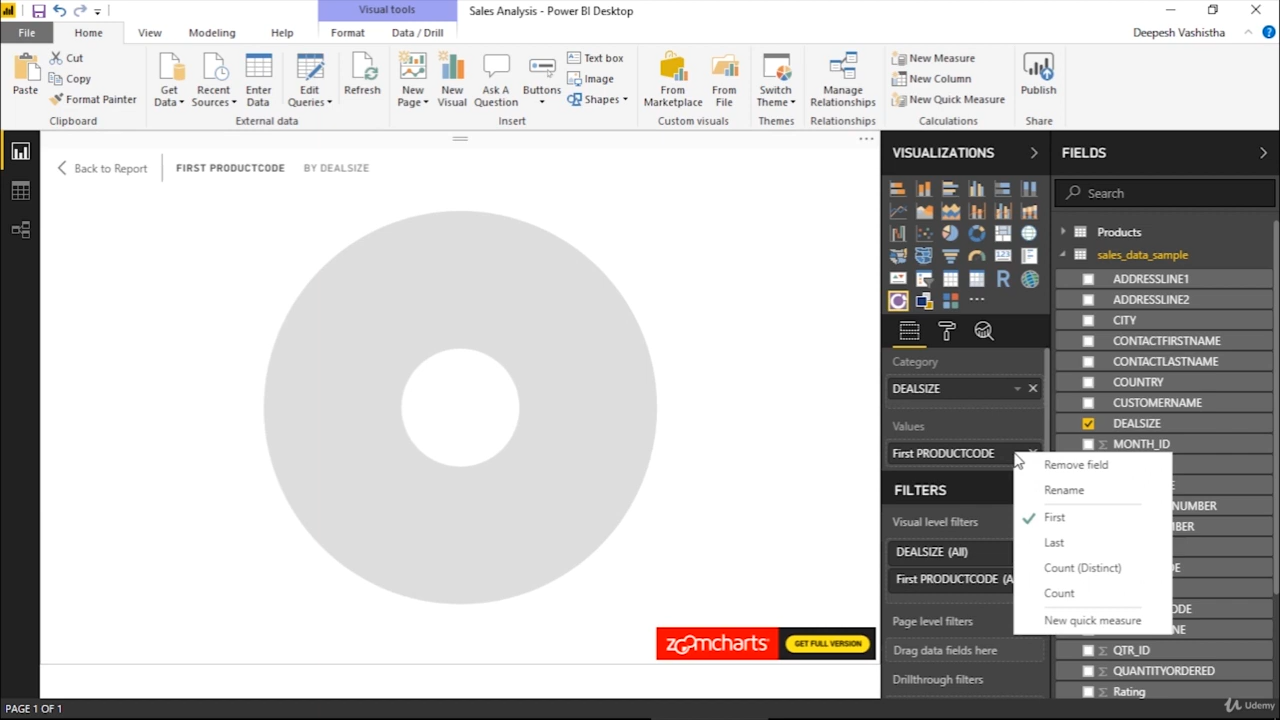 Visual tools
Sales Analysis - Power BI Desktop
File
Home
View
Modeling
Help
Format
Data / Drill
Deepesh Vashistha
Paste
Cut
Copy
Format Painter
Clipboard
Get Data
Recent Sources
Enter Data
Edit Queries
Refresh
External data
New Page
New Visual
Ask A Question
Buttons
Text box
Image
Shapes
Insert
From Marketplace
From File
Custom visuals
Switch Theme
Themes
Manage Relationships
Relationships
New Measure
New Column
New Quick Measure
Calculations
Publish
Share
Back to Report
FIRST PRODUCTCODE
BY DEALSIZE
zoomcharts
GET FULL VERSION
VISUALIZATIONS
R
123
Category
DEALSIZE
Values
First PRODUCTCODE
FILTERS
Visual level filters
DEALSIZE (All)
First PRODUCTCODE (A
Page level filters
Drag data fields here
Drillthrough filters
Remove field
Rename
First
Last
Count (Distinct)
Count
New quick measure
FIELDS
Search
Products
sales_data_sample
ADDRESSLINE1
ADDRESSLINE2
CITY
CONTACTFIRSTNAME
CONTACTLASTNAME
COUNTRY
CUSTOMERNAME
DEALSIZE
Σ MONTH_ID
E
NUMBER
BER
DE
CODE
NE
Σ QTR_ID
Σ QUANTITYORDERED
Σ Rating
PAGE 1 OF 1
Udemy